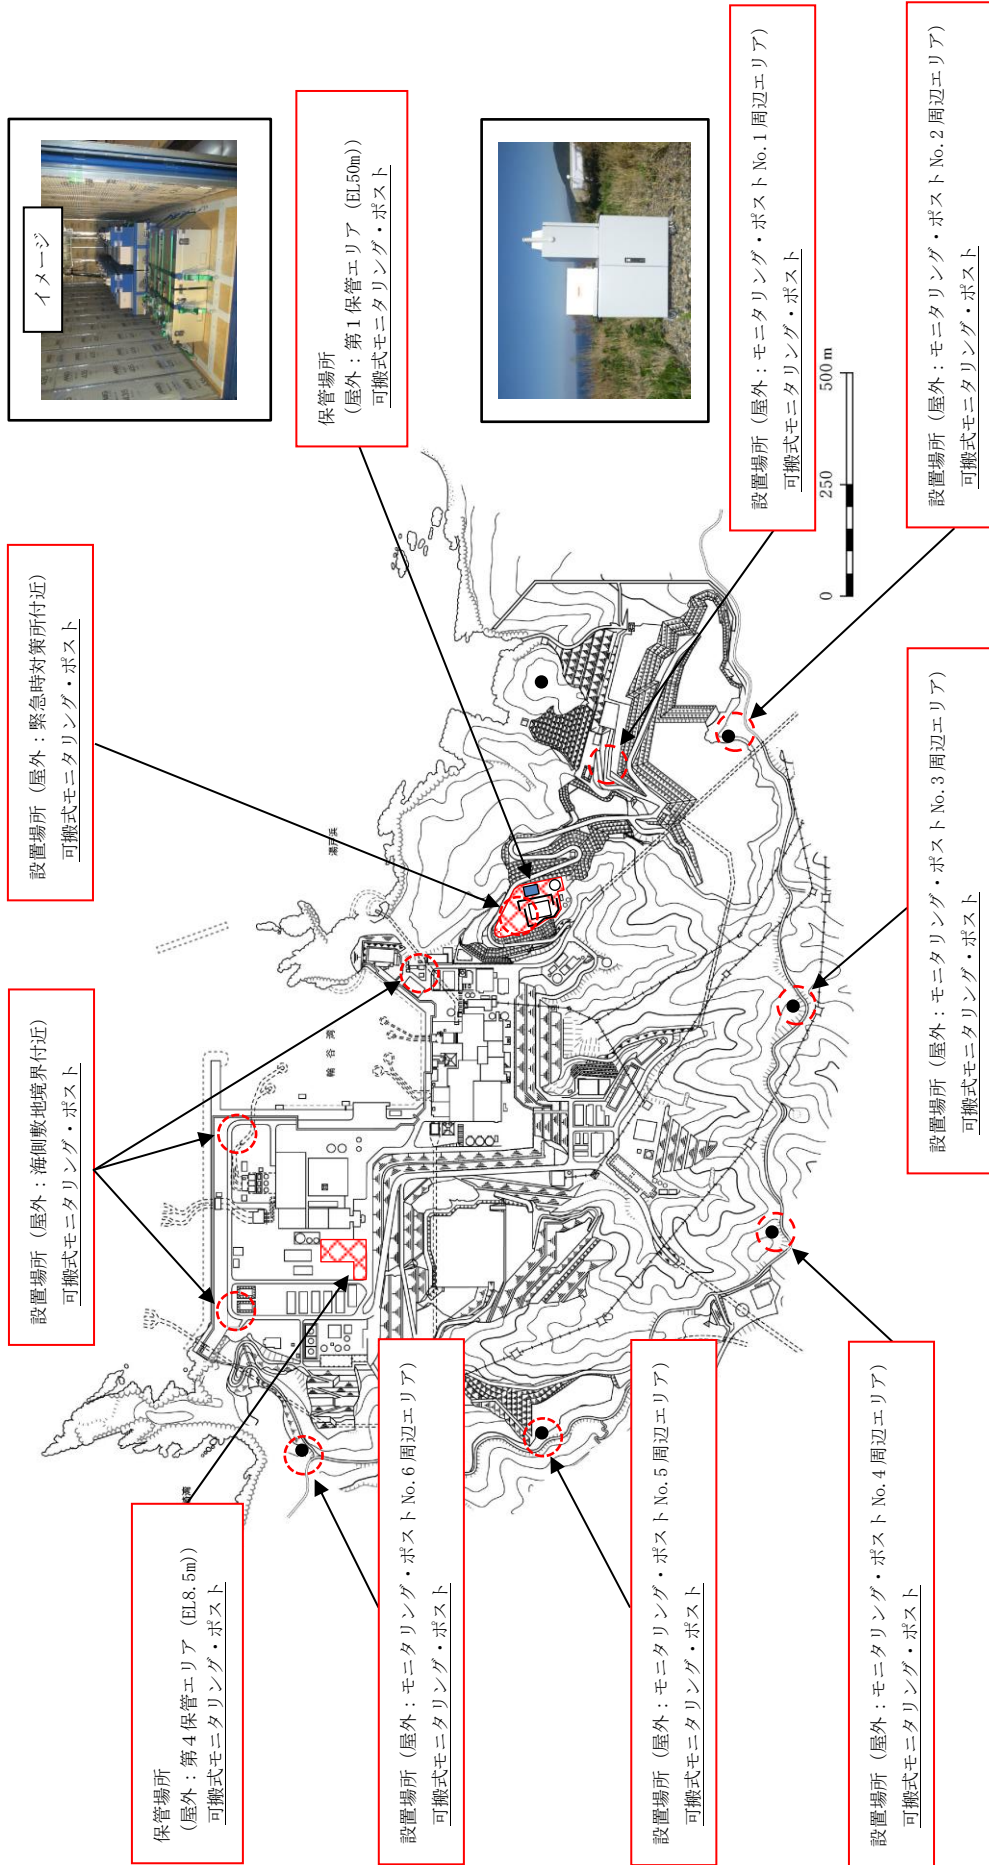 イメージ
保管場所
(屋外：第1保管エリア (EL50m))
可搬式モニタリング・ポスト
設置場所 (屋外：緊急時対策所付近)
可搬式モニタリング・ポスト
設置場所 (屋外：海側敷地境界付近)
可搬式モニタリング・ポスト
保管場所
(屋外：第4保管エリア (EL8.5m))
可搬式モニタリング・ポスト
輪谷湾
設置場所 (屋外：モニタリング・ポスト No.6 周辺エリア)
可搬式モニタリング・ポスト
設置場所 (屋外：モニタリング・ポスト No.5 周辺エリア)
可搬式モニタリング・ポスト
設置場所 (屋外：モニタリング・ポスト No.4 周辺エリア)
可搬式モニタリング・ポスト
設置場所 (屋外：モニタリング・ポスト No.3 周辺エリア)
可搬式モニタリング・ポスト
設置場所 (屋外：モニタリング・ポスト No.1 周辺エリア)
可搬式モニタリング・ポスト
設置場所 (屋外：モニタリング・ポスト No.2 周辺エリア)
可搬式モニタリング・ポスト
0 250 500m